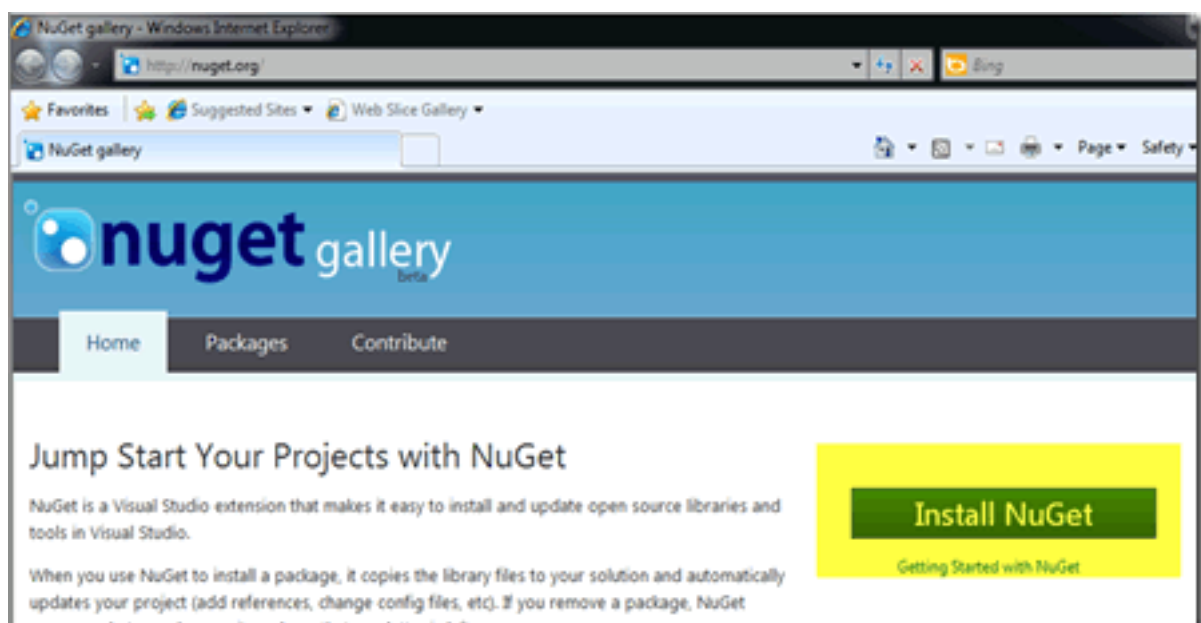 NuGet gallery - Windows Internet Explorer
http://nuget.org/
Bing
Favorites
Suggested Sites
Web Slice Gallery
NuGet gallery
Page
Safety
nuget gallery
beta
Home
Packages
Contribute
Jump Start Your Projects with NuGet
NuGet is a Visual Studio extension that makes it easy to install and update open source libraries and
tools in Visual Studio.
When you use NuGet to install a package, it copies the library files to your solution and automatically
updates your project (add references, change config files, etc). If you remove a package, NuGet
Install NuGet
Getting Started with NuGet